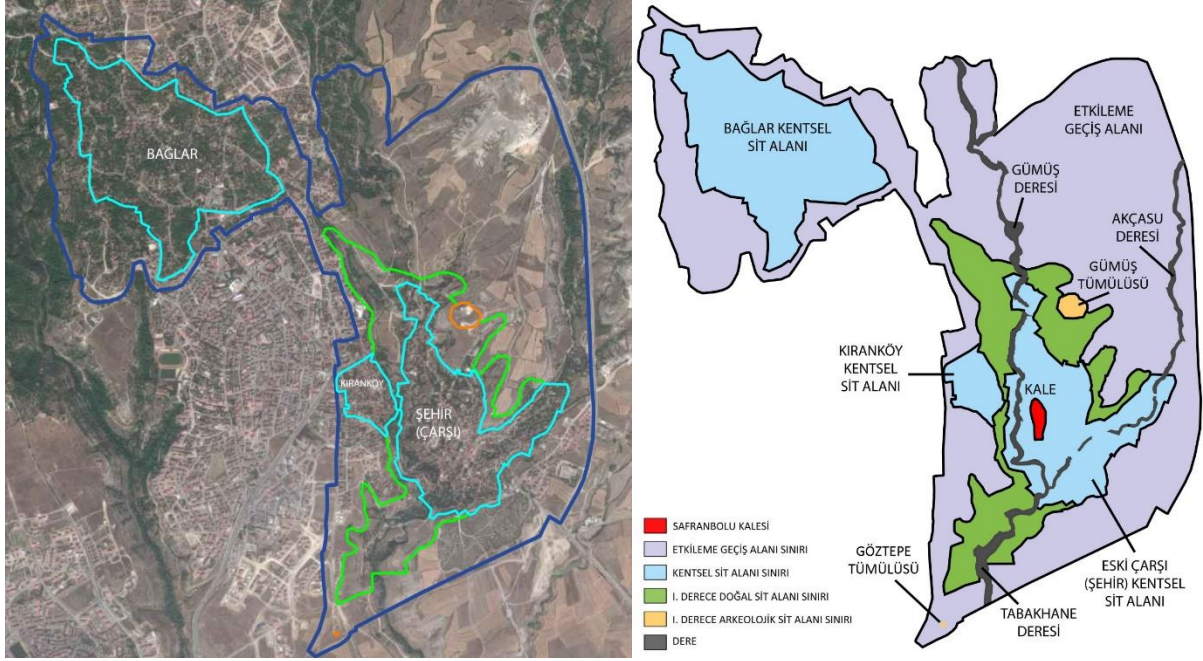 BAĞLAR
KIRANKÖY
ŞEHİR
(ÇARŞI)
BAĞLAR KENTSEL
SİT ALANI
ETKİLEME
GEÇİŞ ALANI
GÜMÜŞ
DERESİ
AKÇASU
DERESİ
GÜMÜŞ
TÜMÜLÜSÜ
KIRANKÖY
KENTSEL
SİT ALANI
KALE
SAFRANBOLU KALESİ
ETKİLEME GEÇİŞ ALANI SINIRI
KENTSEL SİT ALANI SINIRI
I. DERECE DOĞAL SİT ALANI SINIRI
I. DERECE ARKEOLOJİK SİT ALANI SINIRI
DERE
GÖZTEPE
TÜMÜLÜSÜ
TABAKHANE
DERESİ
ESKİ ÇARŞI
(ŞEHİR) KENTSEL
SİT ALANI